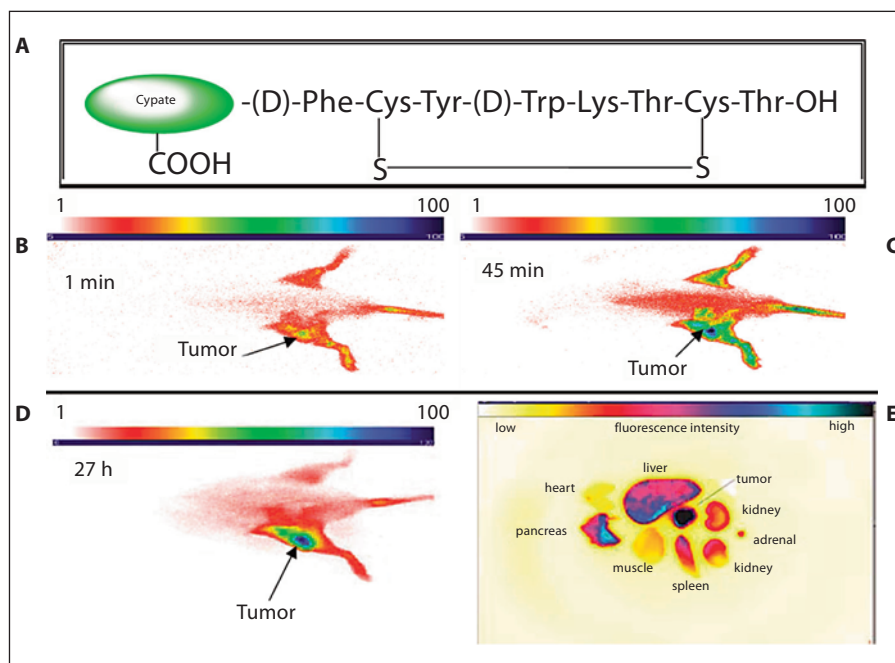 A
Cypate
-(D)-Phe-Cys-Tyr-(D)-Trp-Lys-Thr-Cys-Thr-OH
COOH
S
S
1
100
1
100
B
1 min
45 min
C
Tumor
Tumor
D
1
100
E
low
fluorescence intensity
high
27 h
liver
tumor
heart
kidney
pancreas
adrenal
muscle
kidney
spleen
Tumor